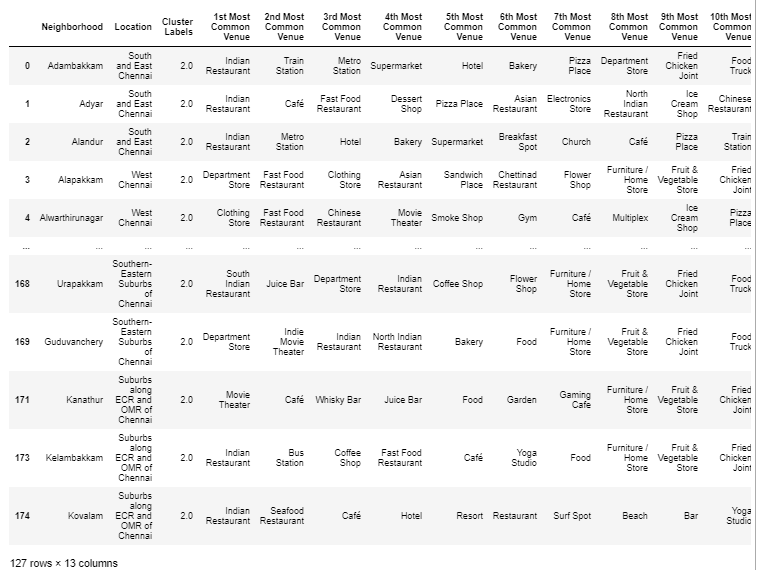 Neighborhood Location Cluster Labels 1st Most Common Venue 2nd Most Common Venue 3rd Most Common Venue 4th Most Common Venue 5th Most Common Venue 6th Most Common Venue 7th Most Common Venue 8th Most Common Venue 9th Most Common Venue 10th Most Common Venue
0 Adambakkam South and East Chennai 2.0 Indian Restaurant Train Station Metro Station Supermarket Hotel Bakery Pizza Place Department Store Fried Chicken Joint Food Truck
1 Adyar South and East Chennai 2.0 Indian Restaurant Café Fast Food Restaurant Dessert Shop Pizza Place Asian Restaurant Electronics Store North Indian Restaurant Ice Cream Shop Chinese Restaurant
2 Alandur South and East Chennai 2.0 Indian Restaurant Metro Station Hotel Bakery Supermarket Breakfast Spot Church Café Pizza Place Train Station
3 Alapakkam West Chennai 2.0 Department Store Fast Food Restaurant Clothing Store Asian Restaurant Sandwich Place Chettinad Restaurant Flower Shop Furniture / Home Store Fruit & Vegetable Store Fried Chicken Joint
4 Alwarthirunagar West Chennai 2.0 Clothing Store Fast Food Restaurant Chinese Restaurant Movie Theater Smoke Shop Gym Café Multiplex Ice Cream Shop Pizza Place
... ... ... ... ... ... ... ... ... ... ... ... ... ...
168 Urapakkam Southern-Eastern Suburbs of Chennai 2.0 South Indian Restaurant Juice Bar Department Store Indian Restaurant Coffee Shop Flower Shop Furniture / Home Store Fruit & Vegetable Store Fried Chicken Joint Food Truck
169 Guduvanchery Southern-Eastern Suburbs of Chennai 2.0 Department Store Indie Movie Theater Indian Restaurant North Indian Restaurant Bakery Food Furniture / Home Store Fruit & Vegetable Store Fried Chicken Joint Food Truck
171 Kanathur Suburbs along ECR and OMR of Chennai 2.0 Movie Theater Café Whisky Bar Juice Bar Food Garden Gaming Cafe Furniture / Home Store Fruit & Vegetable Store Fried Chicken Joint
173 Kelambakkam Suburbs along ECR and OMR of Chennai 2.0 Indian Restaurant Bus Station Coffee Shop Fast Food Restaurant Café Yoga Studio Food Furniture / Home Store Fruit & Vegetable Store Fried Chicken Joint
174 Kovalam Suburbs along ECR and OMR of Chennai 2.0 Indian Restaurant Seafood Restaurant Café Hotel Resort Restaurant Surf Spot Beach Bar Yoga Studio
127 rows × 13 columns